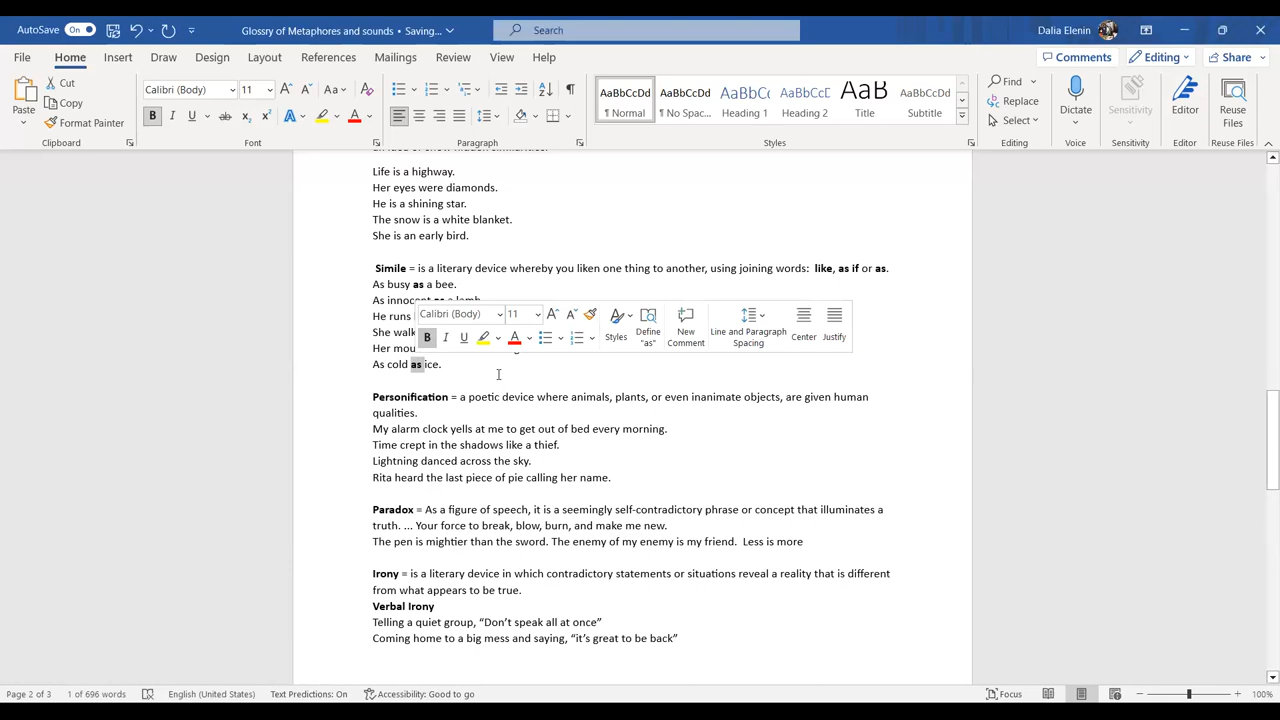 AutoSave On Glossry of Metaphores and sounds • Saving... Search Dalia Elenin
File Home Insert Draw Design Layout References Mailings Review View Help Comments Editing Share
Paste Cut Copy Format Painter
Calibri (Body) 11 Aa
AaBbCcDd AaBbCcDd AaBbCc AaBbCcD AaB AaBbCcD
¶ Normal ¶ No Spac... Heading 1 Heading 2 Title Subtitle
Find Replace Select Dictate Sensitivity Editor Reuse Files
Clipboard Font Paragraph Styles Editing Voice Sensitivity Editor Reuse Files
Life is a highway.
Her eyes were diamonds.
He is a shining star.
The snow is a white blanket.
She is an early bird.
Simile = is a literary device whereby you liken one thing to another, using joining words: like, as if or as.
As busy as a bee.
As innocent as a lamb.
He runs
She walk
Her mou
Calibri (Body) 11 Styles Define "as" New Comment Line and Paragraph Spacing Center Justify
As cold as ice.
Personification = a poetic device where animals, plants, or even inanimate objects, are given human
qualities.
My alarm clock yells at me to get out of bed every morning.
Time crept in the shadows like a thief.
Lightning danced across the sky.
Rita heard the last piece of pie calling her name.
Paradox = As a figure of speech, it is a seemingly self-contradictory phrase or concept that illuminates a
truth. ... Your force to break, blow, burn, and make me new.
The pen is mightier than the sword. The enemy of my enemy is my friend. Less is more
Irony = is a literary device in which contradictory statements or situations reveal a reality that is different
from what appears to be true.
Verbal Irony
Telling a quiet group, “Don’t speak all at once”
Coming home to a big mess and saying, “it’s great to be back”
Page 2 of 3 1 of 696 words English (United States) Text Predictions: On Accessibility: Good to go Focus 100%